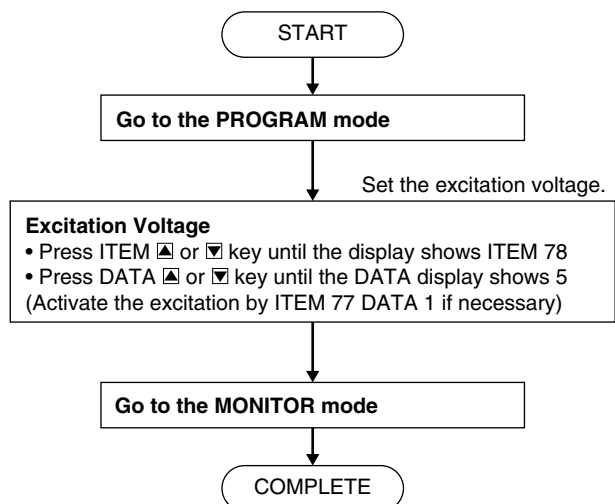 START
Go to the PROGRAM mode
Set the excitation voltage.
Excitation Voltage
• Press ITEM ▲ or ▼ key until the display shows ITEM 78
• Press DATA ▲ or ▼ key until the DATA display shows 5
(Activate the excitation by ITEM 77 DATA 1 if necessary)
Go to the MONITOR mode
COMPLETE